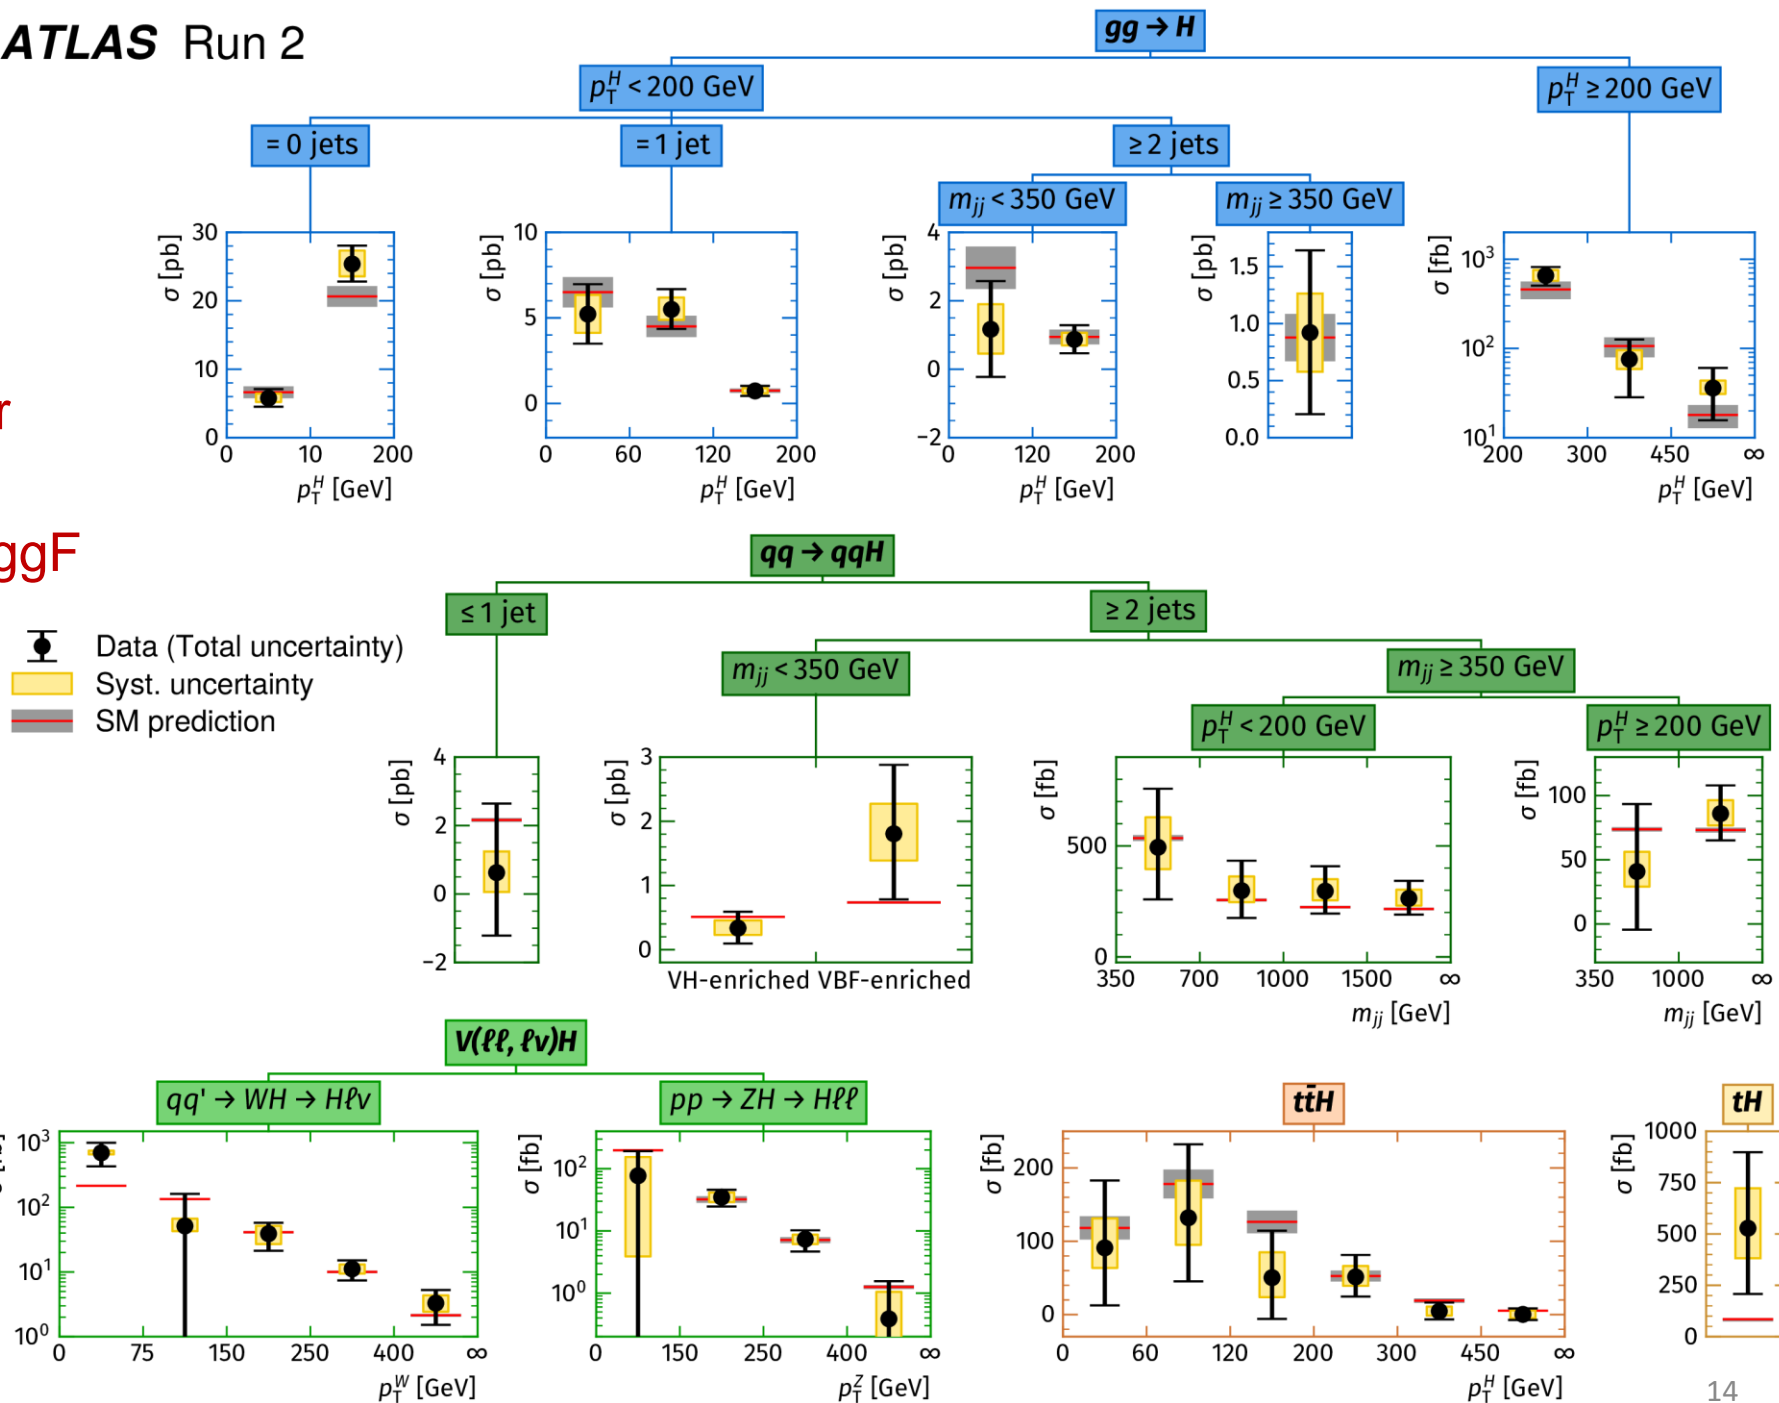 ATLAS Run 2
gg → H
p_T^H < 200 GeV
p_T^H ≥ 200 GeV
= 0 jets
= 1 jet
≥ 2 jets
m_jj < 350 GeV
m_jj ≥ 350 GeV
σ [pb]
30
20
10
0
0 10 200
p_T^H [GeV]
σ [pb]
10
5
0
0 60 120 200
p_T^H [GeV]
σ [pb]
4
2
0
−2
0 120 200
p_T^H [GeV]
σ [pb]
1.5
1.0
0.5
0.0
σ [fb]
10^3
10^2
10^1
200 300 450 ∞
p_T^H [GeV]
r
ggF
Data (Total uncertainty)
Syst. uncertainty
SM prediction
qq → qqH
≤ 1 jet
≥ 2 jets
m_jj < 350 GeV
m_jj ≥ 350 GeV
p_T^H < 200 GeV
p_T^H ≥ 200 GeV
σ [pb]
4
2
0
−2
σ [pb]
3
2
1
0
VH-enriched VBF-enriched
σ [fb]
500
0
350 700 1000 1500 ∞
m_jj [GeV]
σ [fb]
100
50
0
350 1000 ∞
m_jj [GeV]
V(ℓℓ, ℓν)H
qq' → WH → Hℓν
pp → ZH → Hℓℓ
10^3
10^2
10^1
10^0
0 75 150 250 400 ∞
p_T^W [GeV]
σ [fb]
10^2
10^1
10^0
0 150 250 400 ∞
p_T^Z [GeV]
tt̄H
σ [fb]
200
100
0
0 60 120 200 300 450 ∞
p_T^H [GeV]
tH
σ [fb]
1000
750
500
250
0
14